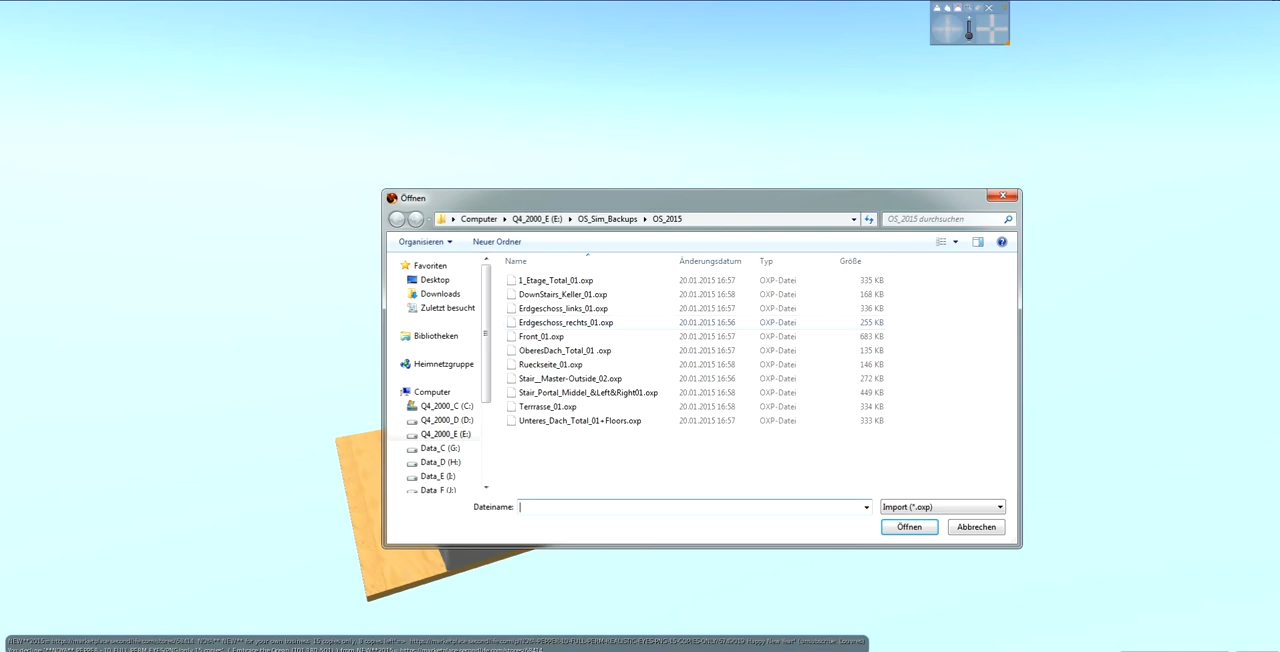 Öffnen
Computer Q4_2000_E (E:) OS_Sim_Backups OS_2015 OS_2015 durchsuchen
Organisieren Neuer Ordner
Name Änderungsdatum Typ Größe
Favoriten
Desktop
Downloads
Zuletzt besucht
Bibliotheken
Heimnetzgruppe
Computer
Q4_2000_C (C:)
Q4_2000_D (D:)
Q4_2000_E (E:)
Data_C (G:)
Data_D (H:)
Data_E (I:)
Data_F (J:)
1_Etage_Total_01.oxp 20.01.2015 16:57 OXP-Datei 335 KB
DownStairs_Keller_01.oxp 20.01.2015 16:58 OXP-Datei 168 KB
Erdgeschoss_links_01.oxp 20.01.2015 16:57 OXP-Datei 336 KB
Erdgeschoss_rechts_01.oxp 20.01.2015 16:56 OXP-Datei 255 KB
Front_01.oxp 20.01.2015 16:57 OXP-Datei 683 KB
OberesDach_Total_01 .oxp 20.01.2015 16:57 OXP-Datei 135 KB
Rueckseite_01.oxp 20.01.2015 16:58 OXP-Datei 146 KB
Stair__Master-Outside_02.oxp 20.01.2015 16:56 OXP-Datei 272 KB
Stair_Portal_Middel_&Left&Right01.oxp 20.01.2015 16:58 OXP-Datei 449 KB
Terrrasse_01.oxp 20.01.2015 16:58 OXP-Datei 334 KB
Unteres_Dach_Total_01+Floors.oxp 20.01.2015 16:57 OXP-Datei 333 KB
Dateiname: Import (*.oxp)
Öffnen Abbrechen